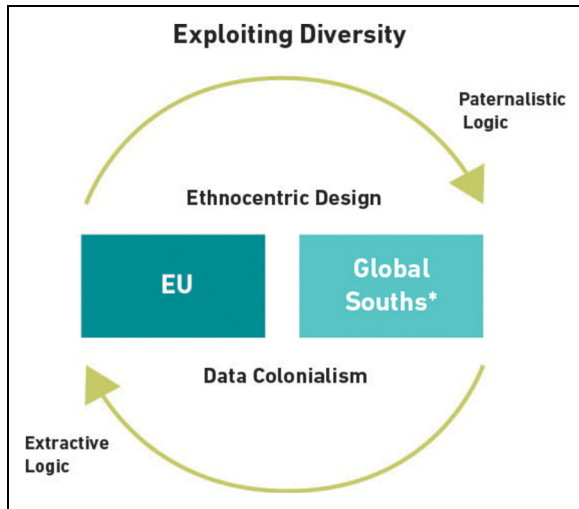 Exploiting Diversity
Paternalistic
Logic
Ethnocentric Design
EU
Global
Souths*
Data Colonialism
Extractive
Logic